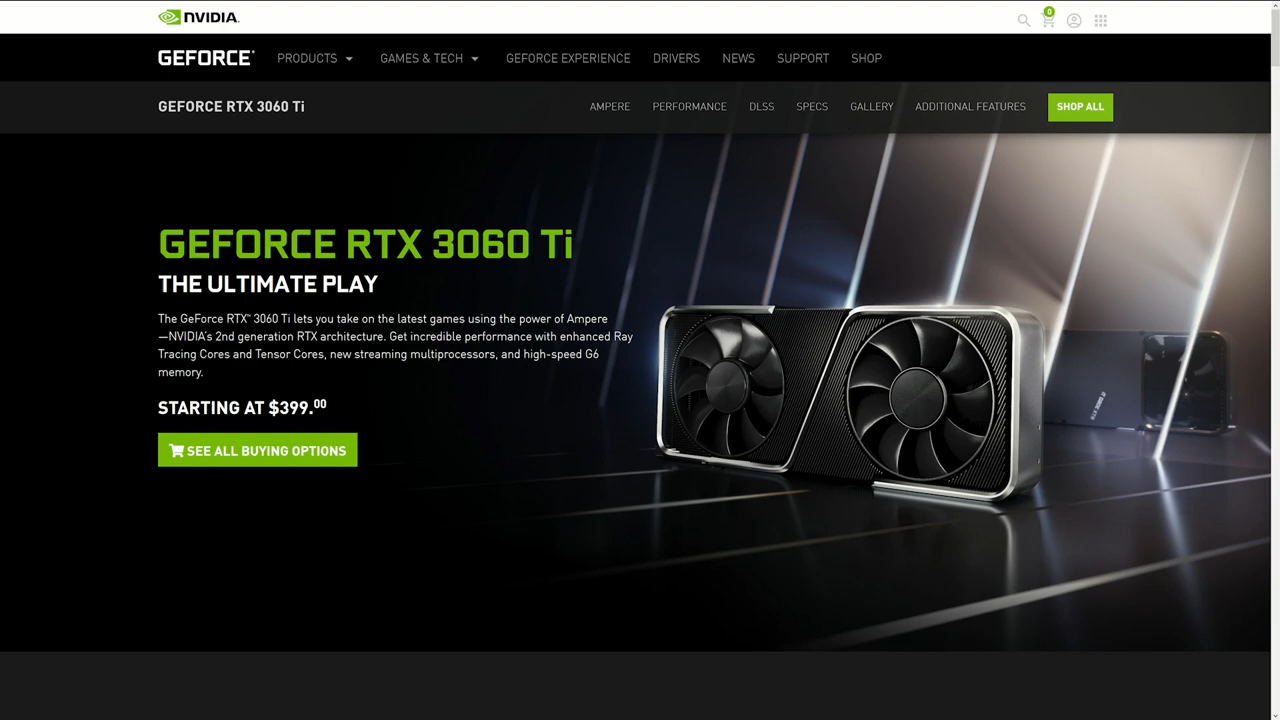 NVIDIA.
0
GEFORCE® PRODUCTS GAMES & TECH GEFORCE EXPERIENCE DRIVERS NEWS SUPPORT SHOP
GEFORCE RTX 3060 Ti AMPERE PERFORMANCE DLSS SPECS GALLERY ADDITIONAL FEATURES SHOP ALL
GEFORCE RTX 3060 Ti
THE ULTIMATE PLAY
The GeForce RTX™ 3060 Ti lets you take on the latest games using the power of Ampere
—NVIDIA's 2nd generation RTX architecture. Get incredible performance with enhanced Ray
Tracing Cores and Tensor Cores, new streaming multiprocessors, and high-speed G6
memory.
STARTING AT $399.00
SEE ALL BUYING OPTIONS